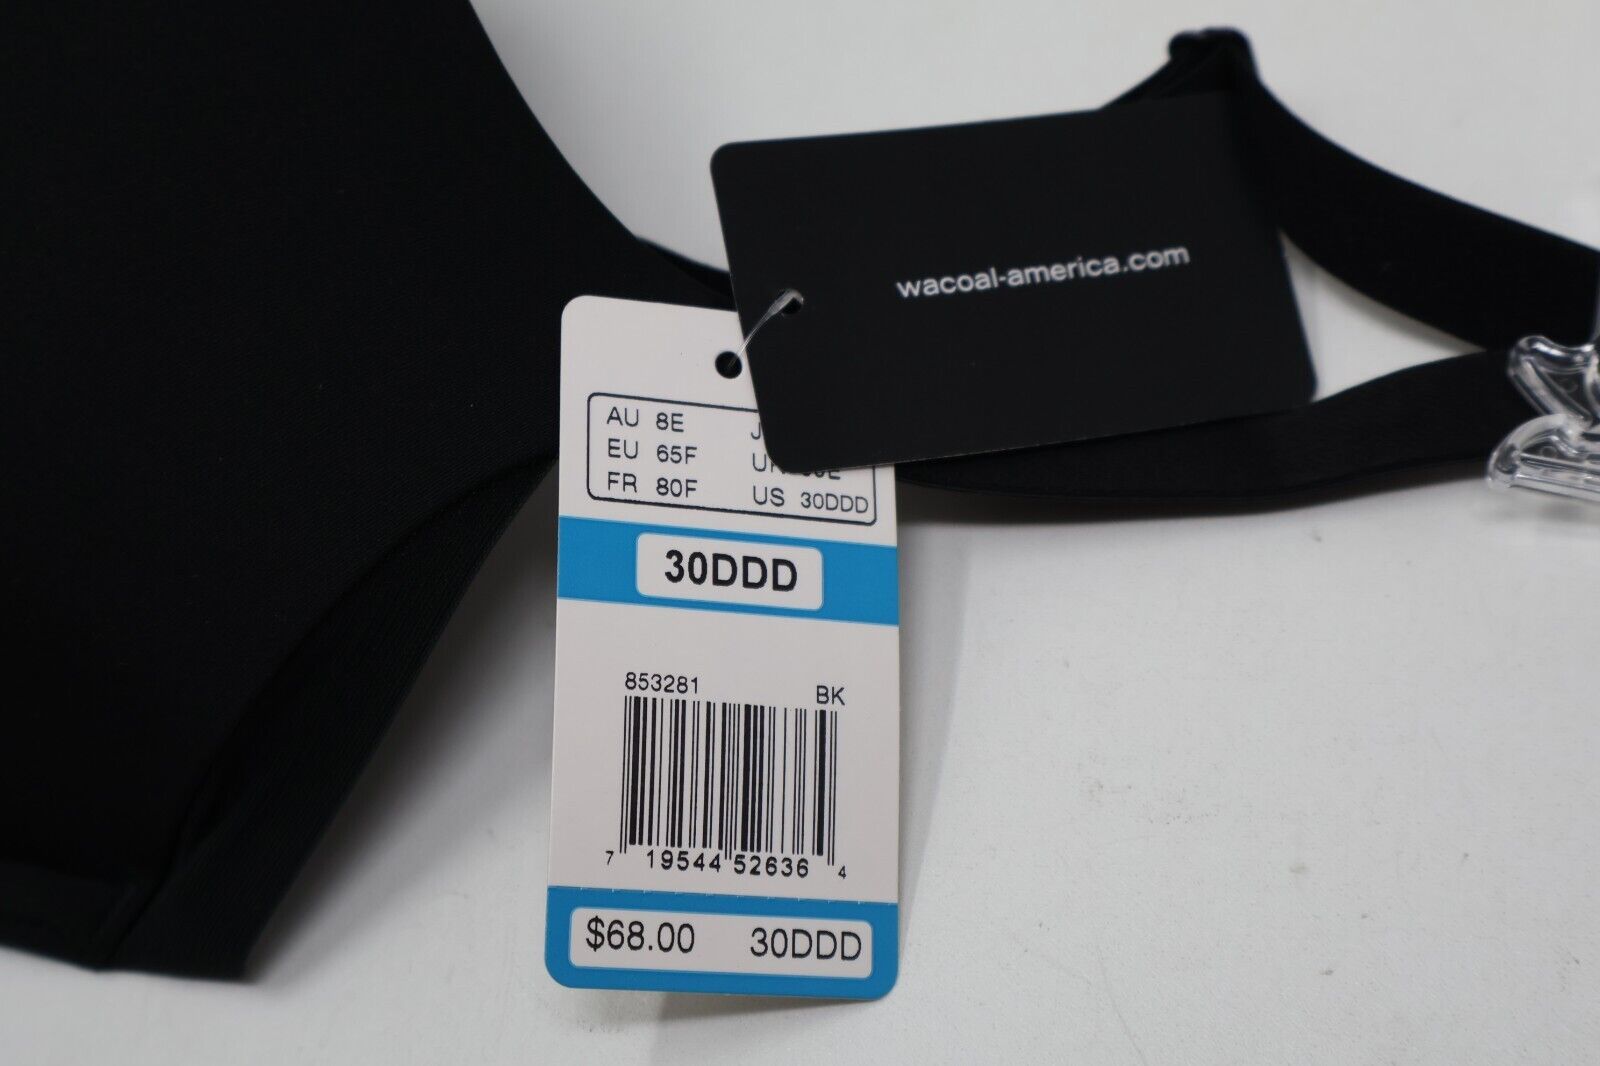 wacoal-america.com
AU 8E
EU 65F
FR 80F US 30DDD
30DDD
853281 BK
7 19544 52636 4
$68.00 30DDD